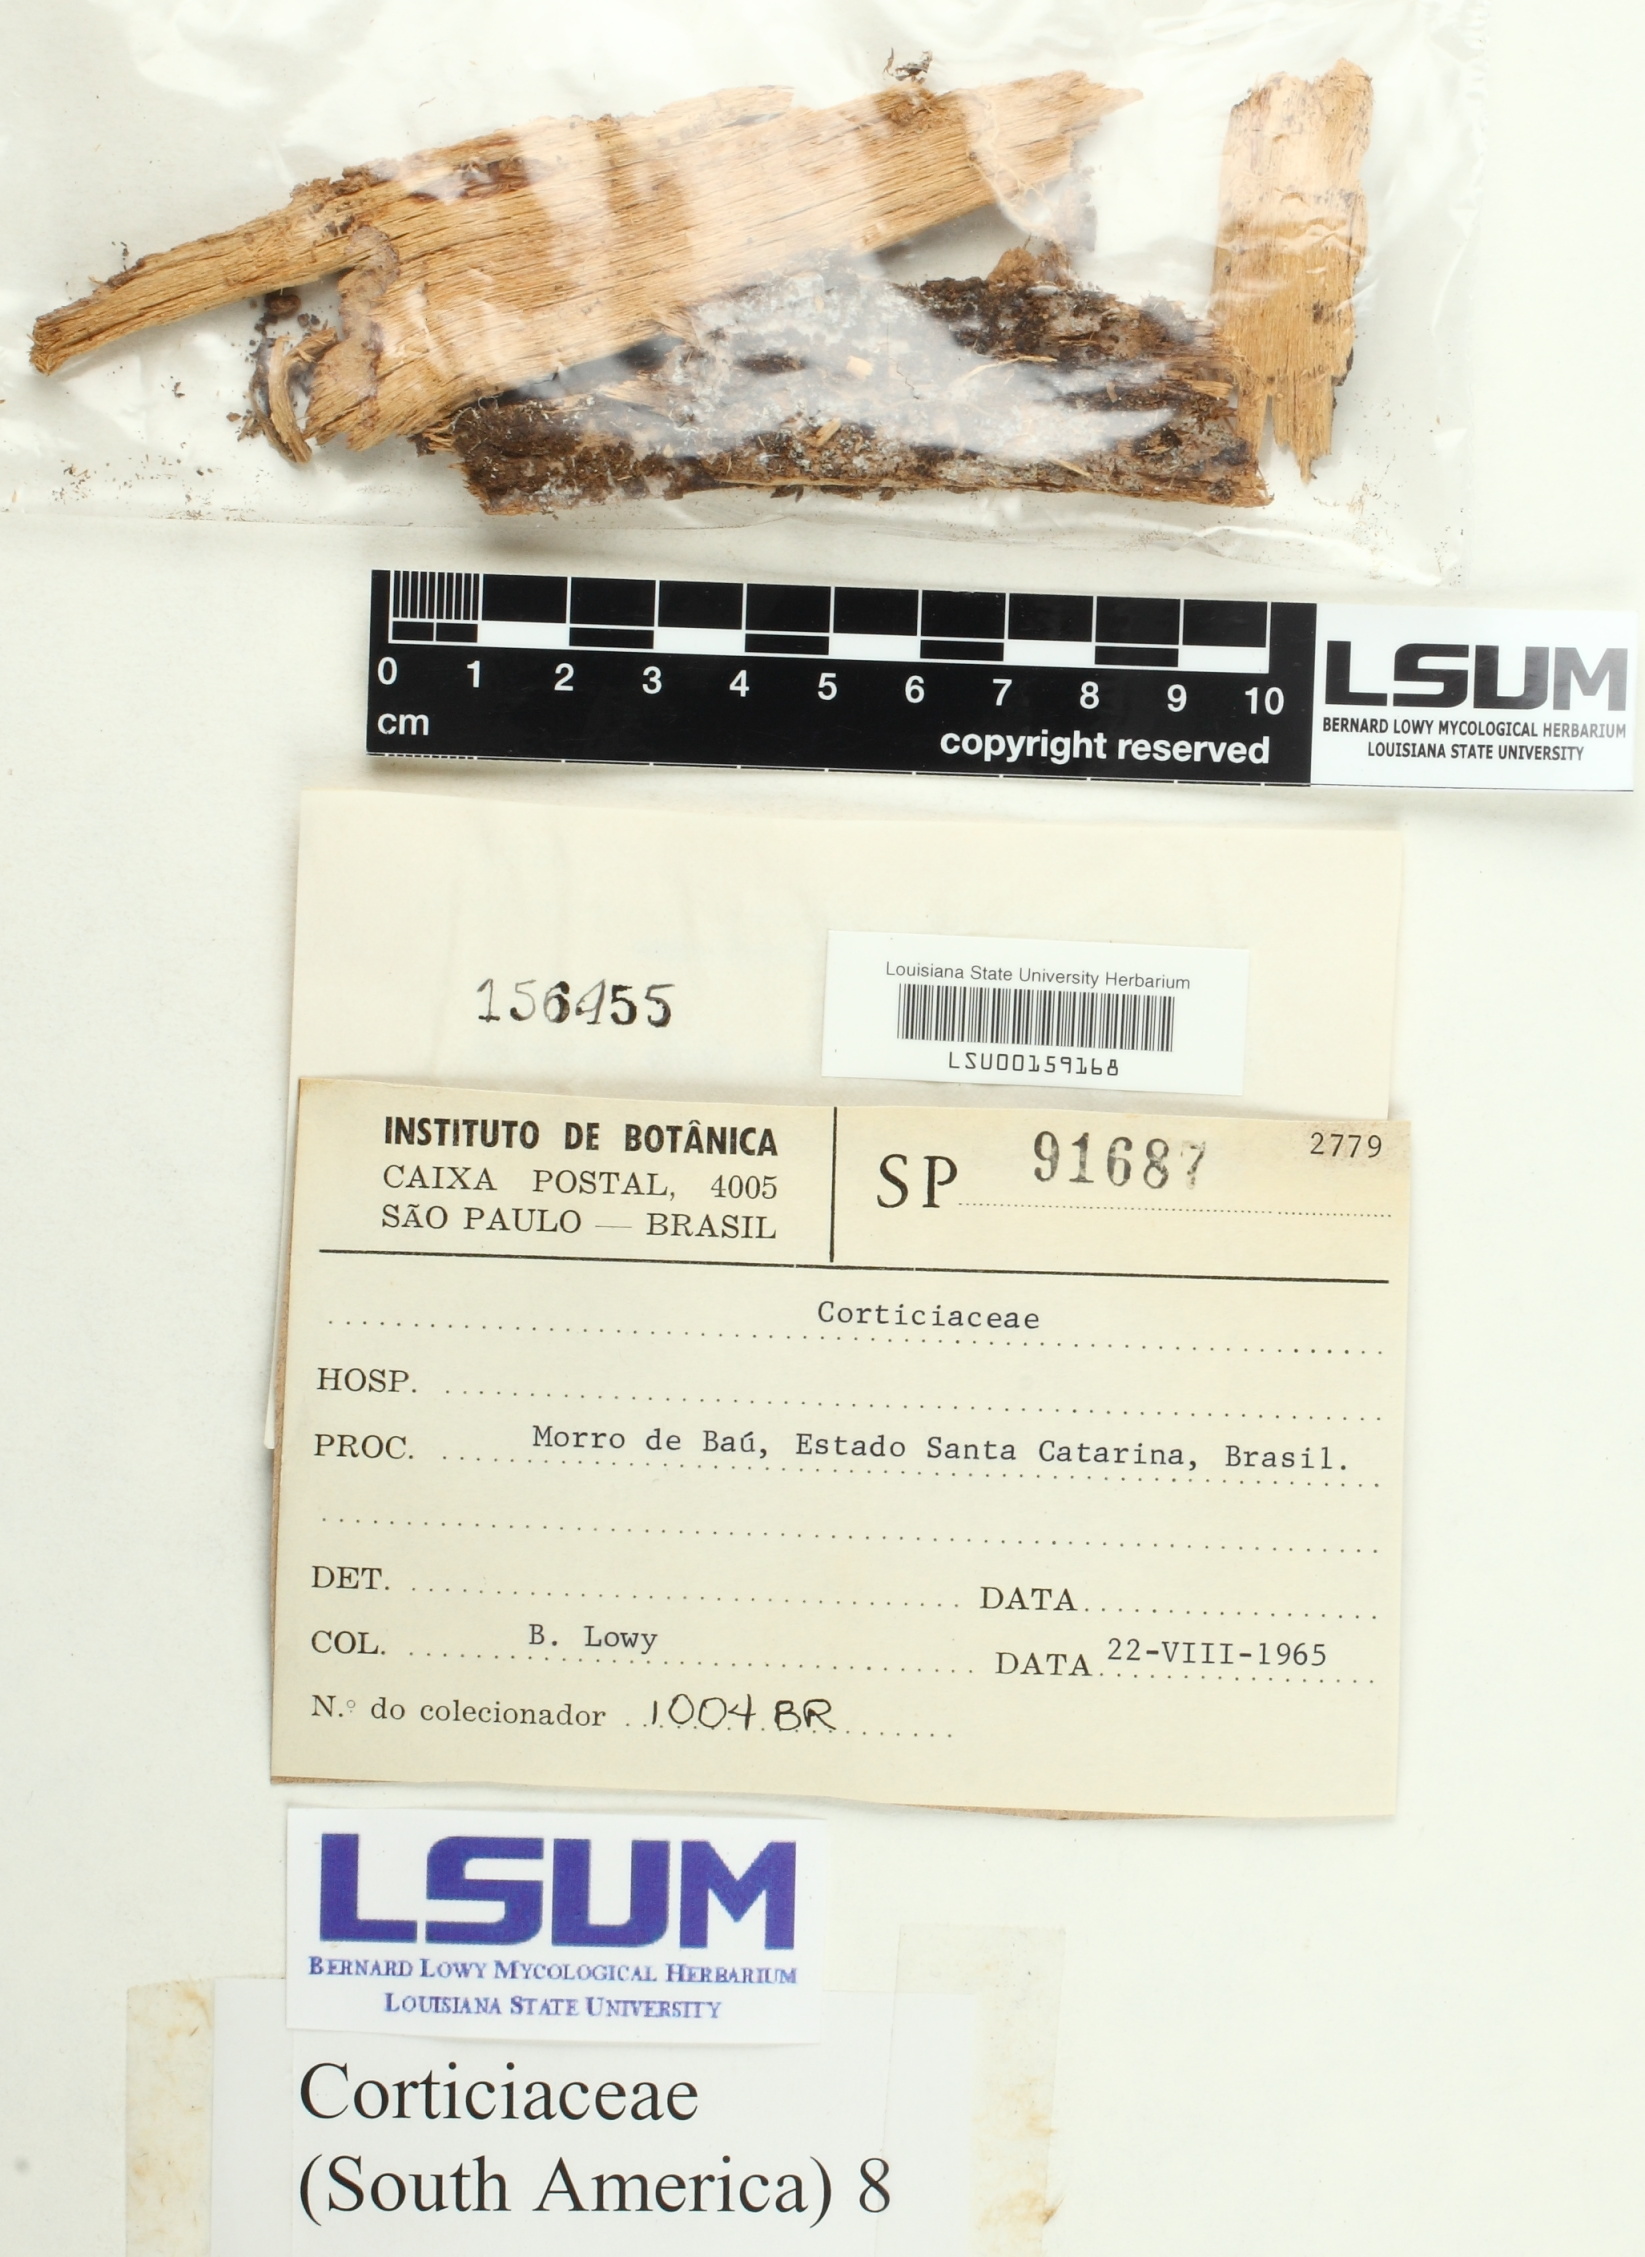 0 1 2 3 4 5 6 7 8 9 10
cm
copyright reserved
LSUM
BERNARD LOWY MYCOLOGICAL HERBARIUM
LOUISIANA STATE UNIVERSITY
156455
Louisiana State University Herbarium
LSU00159168
INSTITUTO DE BOTÂNICA
CAIXA POSTAL, 4005
SÃO PAULO — BRASIL
SP 91687
2779
Corticiaceae
HOSP.
PROC. Morro de Baú, Estado Santa Catarina, Brasil.
DET. DATA
COL. B. Lowy DATA 22-VIII-1965
N.º do colecionador 1004 BR
LSUM
BERNARD LOWY MYCOLOGICAL HERBARIUM
LOUISIANA STATE UNIVERSITY
Corticiaceae
(South America) 8